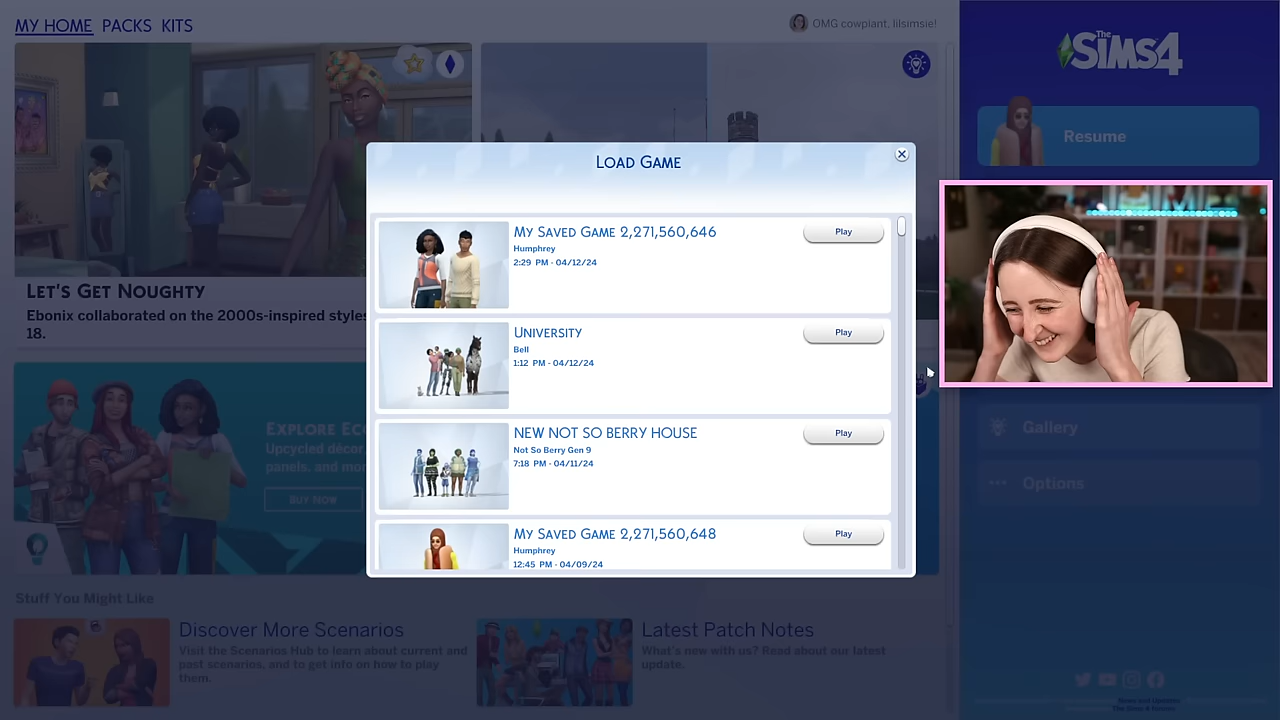 MY HOME PACKS KITS
OMG cowplant, lilsimsie!
The SiMS 4
Resume
LOAD GAME
MY SAVED GAME 2,271,560,646
Humphrey
2:29 PM - 04/12/24
Play
UNIVERSITY
Bell
1:12 PM - 04/12/24
Play
NEW NOT SO BERRY HOUSE
Not So Berry Gen 9
7:18 PM - 04/11/24
Play
MY SAVED GAME 2,271,560,648
Humphrey
12:45 PM - 04/09/24
Play
LET'S GET NOUGHTY
Ebonix collaborated on the 2000s-inspired styles
18.
EXPLORE ECO
Upcycled décor
panels, and mo
BUY NOW
Gallery
Options
Stuff You Might Like
Discover More Scenarios
Visit the Scenarios Hub to learn about current and
past scenarios, and to get info on how to play
them.
Latest Patch Notes
What's new with us? Read about our latest
update.